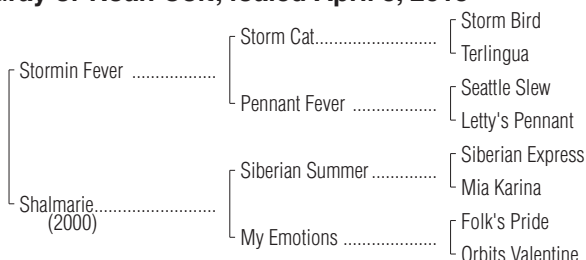 Storm Bird
Storm Cat
Terlingua
Stormin Fever
Seattle Slew
Pennant Fever
Letty's Pennant
Siberian Express
Siberian Summer
Mia Karina
Shalmarie
(2000)
Folk's Pride
My Emotions
Orbits Valentine